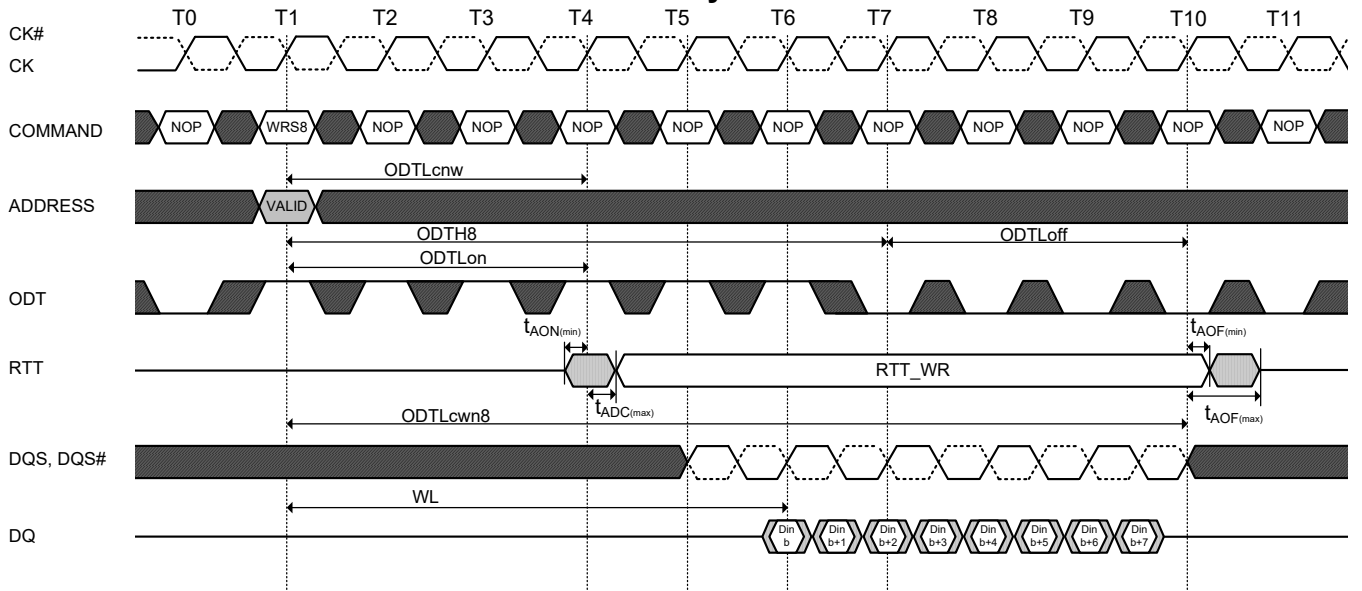 T0 T1 T2 T3 T4 T5 T6 T7 T8 T9 T10 T11
CK#
CK
COMMAND NOP WRS8 NOP NOP NOP NOP NOP NOP NOP NOP NOP NOP
ODTLcnw
ADDRESS VALID
ODTH8 ODTLoff
ODTLon
ODT
tAON(min) tAOF(min)
RTT RTT_WR
tADC(max) tAOF(max)
ODTLcwn8
DQS, DQS#
WL
DQ Din b Din b+1 Din b+2 Din b+3 Din b+4 Din b+5 Din b+6 Din b+7